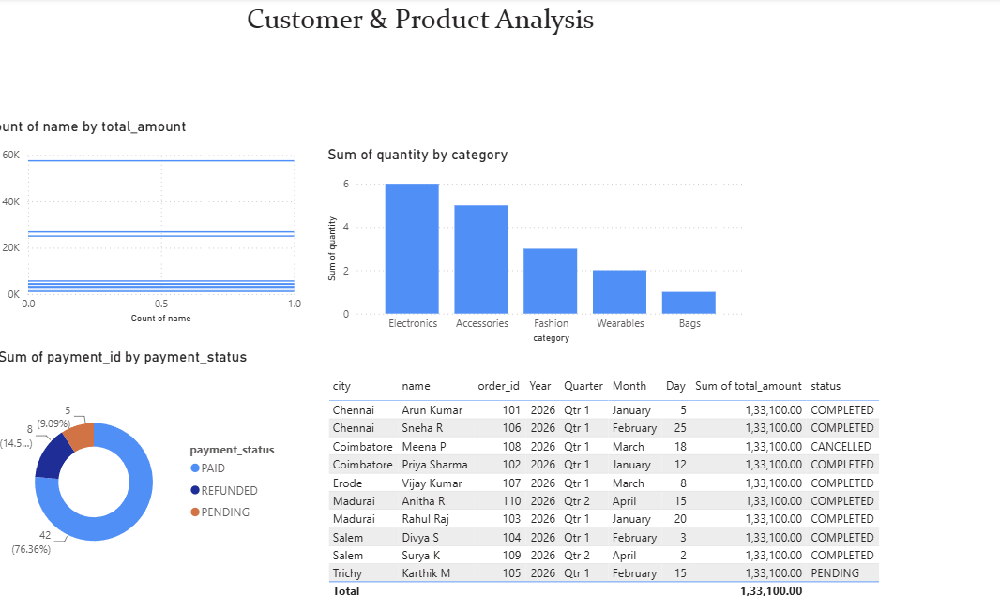 Customer & Product Analysis
ount of name by total_amount
60K
40K
20K
0K
0.0 0.5 1.0
Count of name
Sum of quantity by category
Sum of quantity
6
4
2
0
Electronics Accessories Fashion Wearables Bags
category
Sum of payment_id by payment_status
5
(9.09%)
8
(14.5...)
42
(76.36%)
payment_status
PAID
REFUNDED
PENDING
city name order_id Year Quarter Month Day Sum of total_amount status
Chennai Arun Kumar 101 2026 Qtr 1 January 5 1,33,100.00 COMPLETED
Chennai Sneha R 106 2026 Qtr 1 February 25 1,33,100.00 COMPLETED
Coimbatore Meena P 108 2026 Qtr 1 March 18 1,33,100.00 CANCELLED
Coimbatore Priya Sharma 102 2026 Qtr 1 January 12 1,33,100.00 COMPLETED
Erode Vijay Kumar 107 2026 Qtr 1 March 8 1,33,100.00 COMPLETED
Madurai Anitha R 110 2026 Qtr 2 April 15 1,33,100.00 COMPLETED
Madurai Rahul Raj 103 2026 Qtr 1 January 20 1,33,100.00 COMPLETED
Salem Divya S 104 2026 Qtr 1 February 3 1,33,100.00 COMPLETED
Salem Surya K 109 2026 Qtr 2 April 2 1,33,100.00 COMPLETED
Trichy Karthik M 105 2026 Qtr 1 February 15 1,33,100.00 PENDING
Total 1,33,100.00